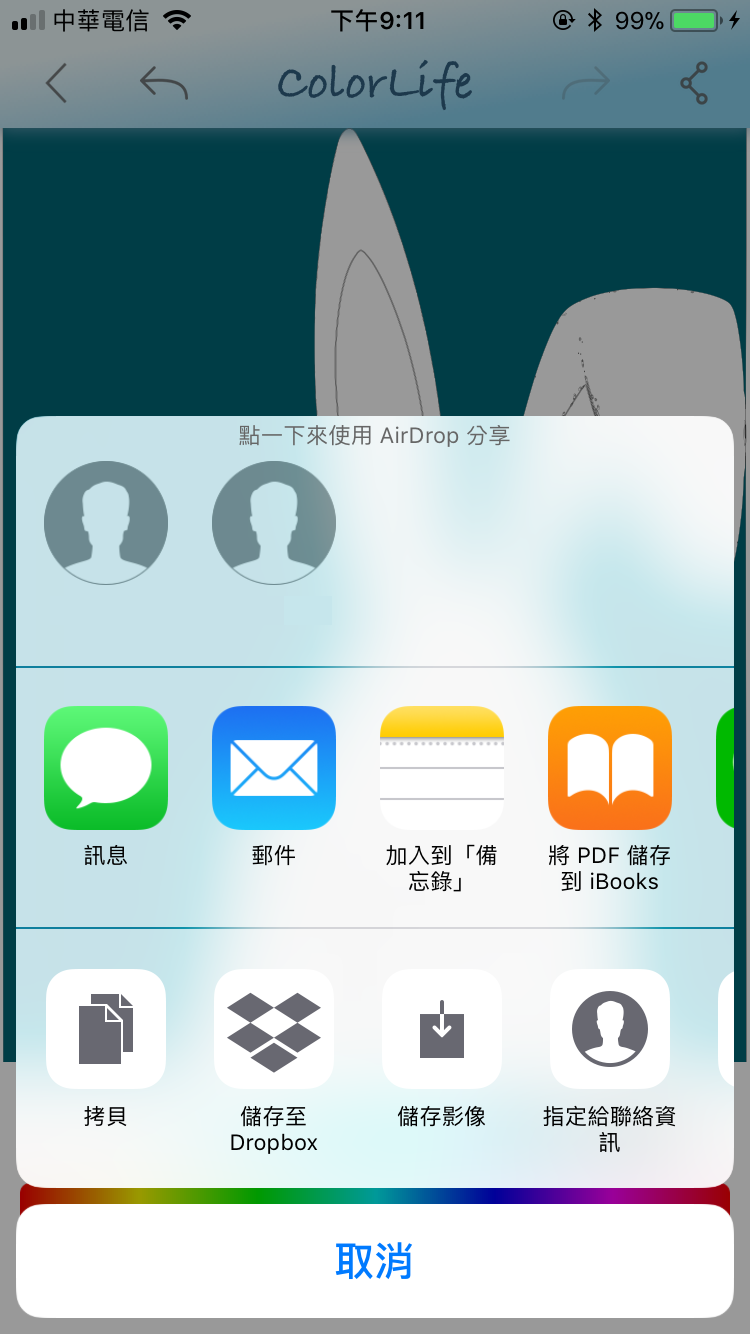 中華電信
下午9:11
99%
ColorLife
點一下來使用 AirDrop 分享
訊息
郵件
加入到「備
忘錄」
將 PDF 儲存
到 iBooks
拷貝
儲存至
Dropbox
儲存影像
指定給聯絡資
訊
取消